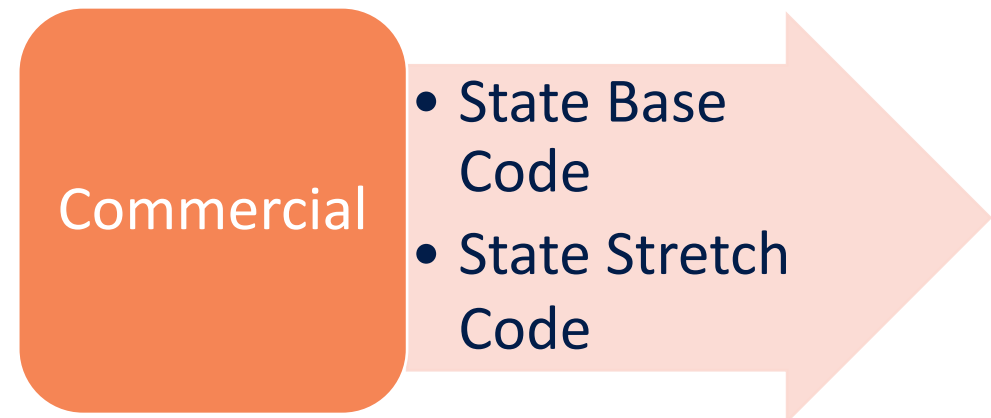 Commercial
• State Base
Code
• State Stretch
Code